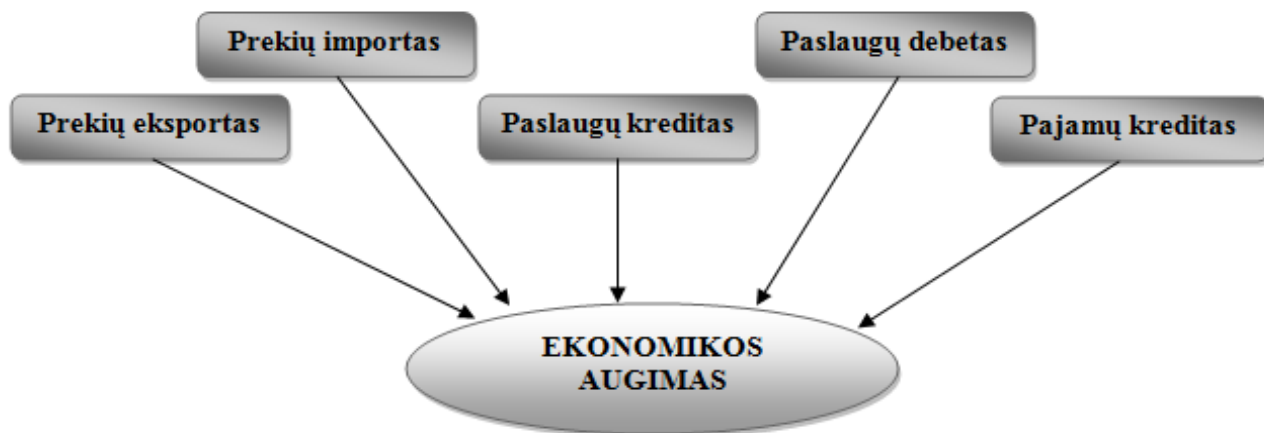 Prekių importas
Paslaugų debetas
Prekių eksportas
Paslaugų kreditas
Pajamų kreditas
EKONOMIKOS
AUGIMAS